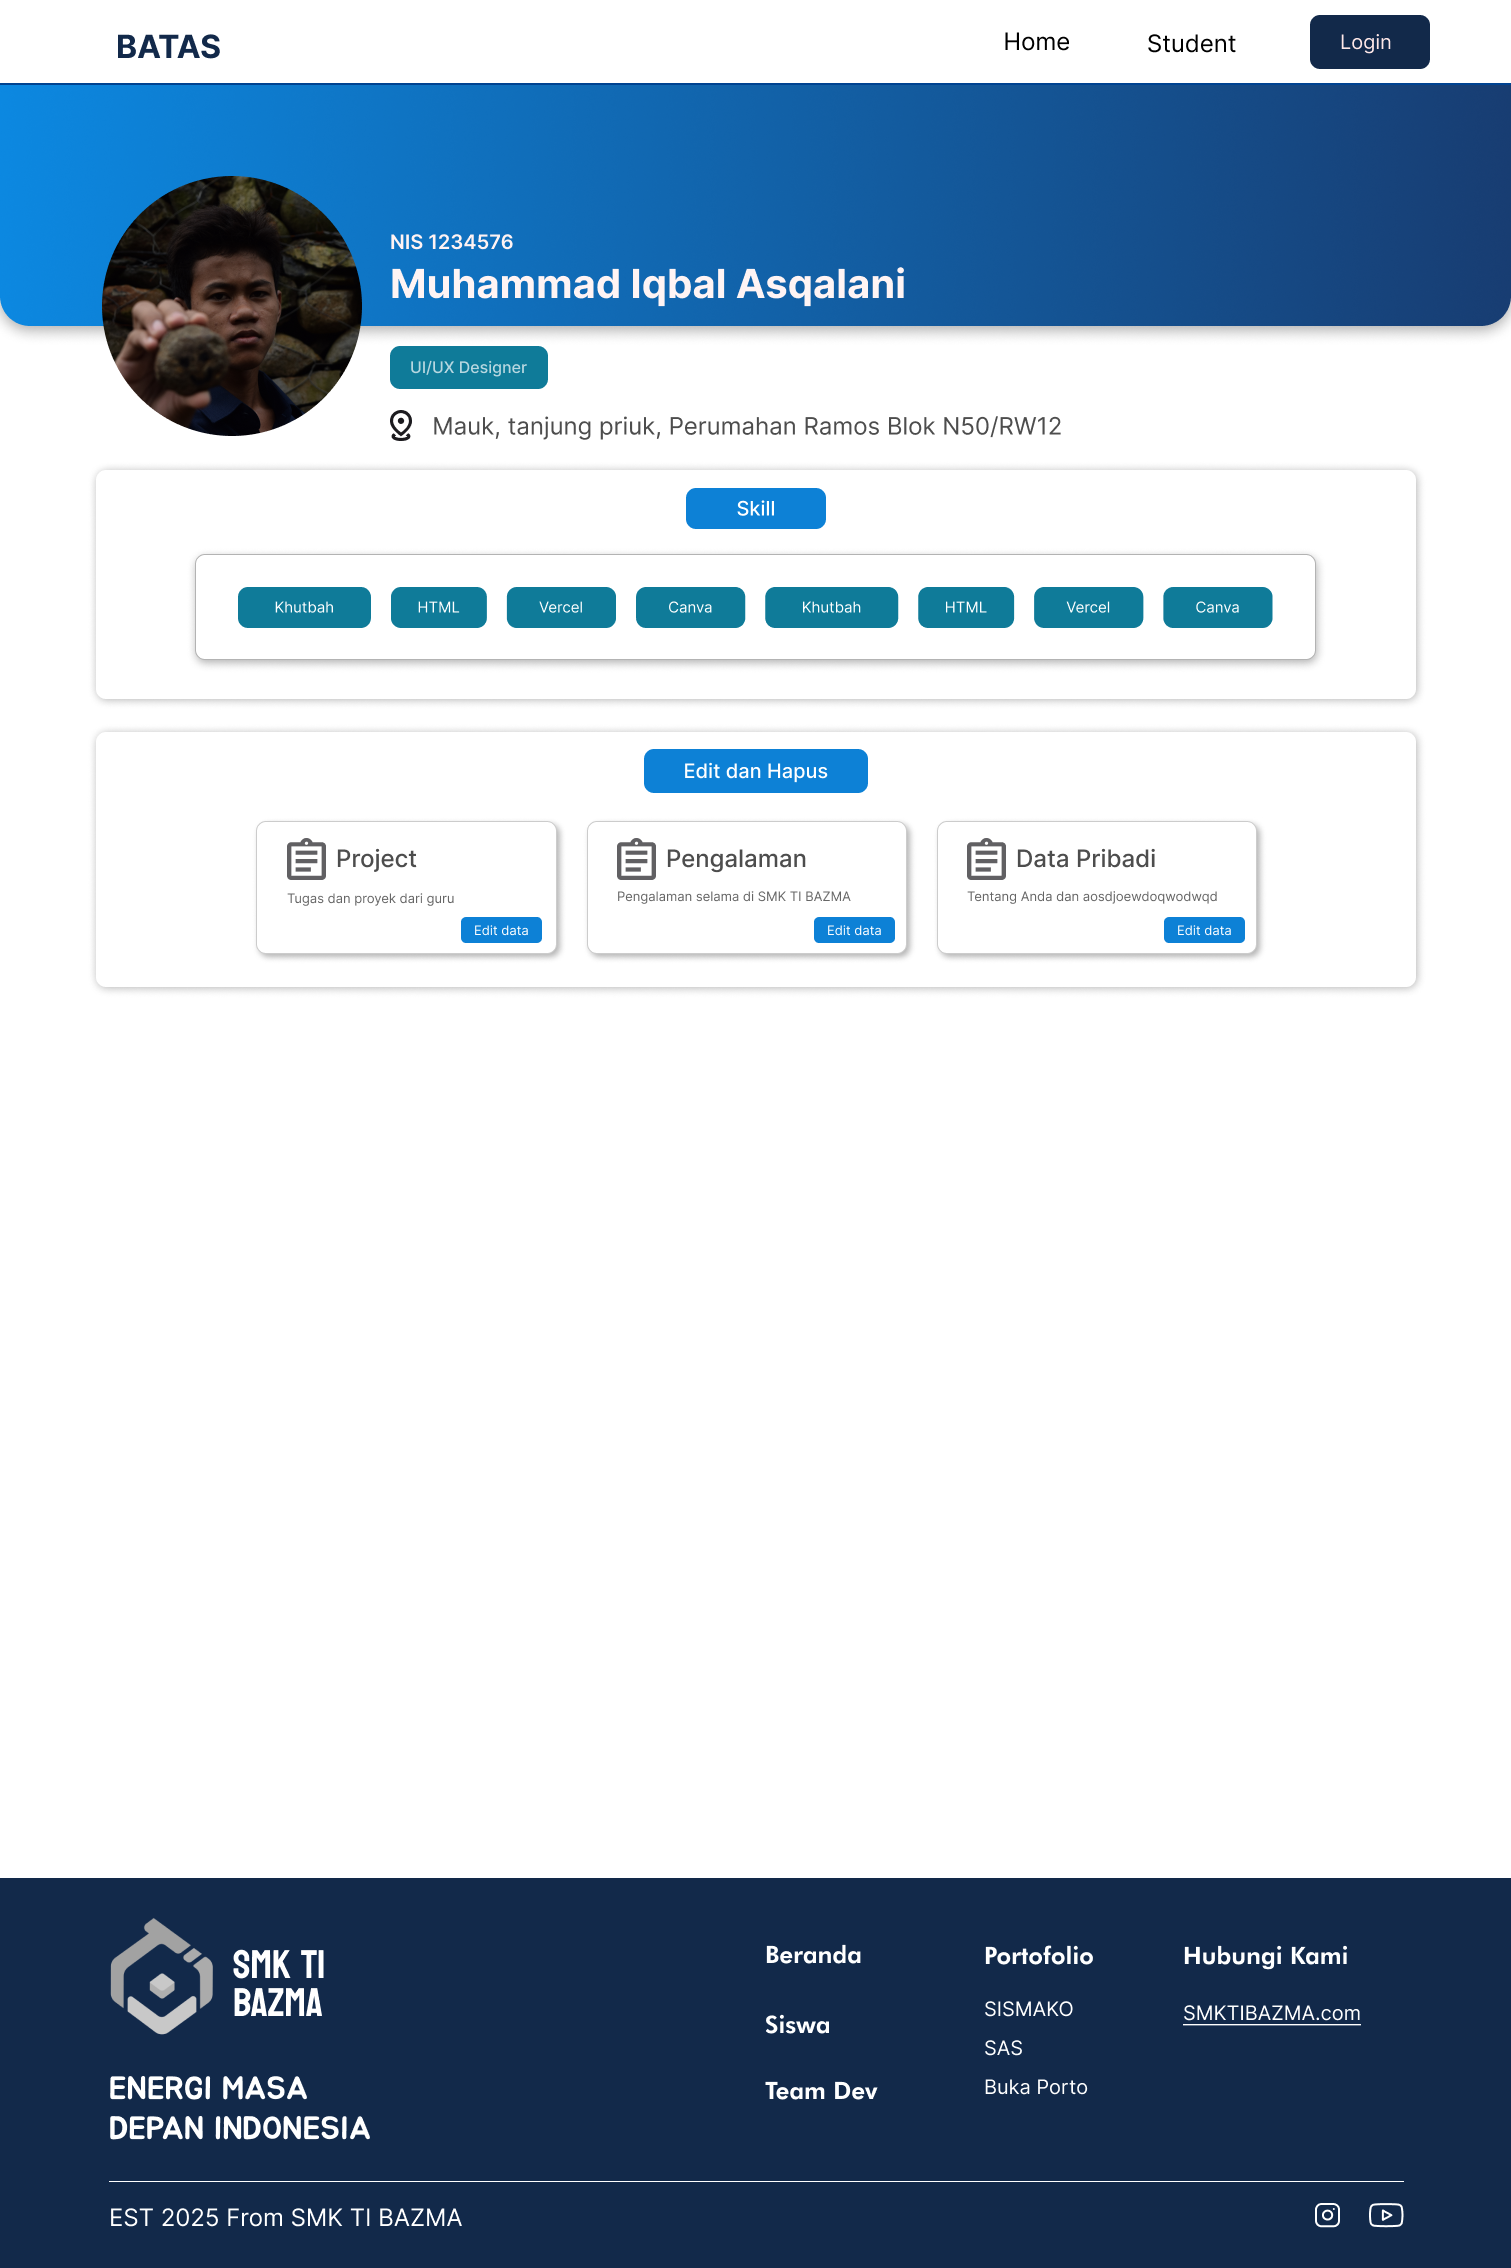 BATAS
Home
Student
Login
NIS 1234576
Muhammad Iqbal Asqalani
UI/UX Designer
Mauk, tanjung priuk, Perumahan Ramos Blok N50/RW12
Skill
Khutbah
HTML
Vercel
Canva
Khutbah
HTML
Vercel
Canva
Edit dan Hapus
Project
Tugas dan proyek dari guru
Edit data
Pengalaman
Pengalaman selama di SMK TI BAZMA
Edit data
Data Pribadi
Tentang Anda dan aosdjoewdoqwodwqd
Edit data
SMK TI
BAZMA
ENERGI MASA
DEPAN INDONESIA
Beranda
Siswa
Team Dev
Portofolio
SISMAKO
SAS
Buka Porto
Hubungi Kami
SMKTIBAZMA.com
EST 2025 From SMK TI BAZMA